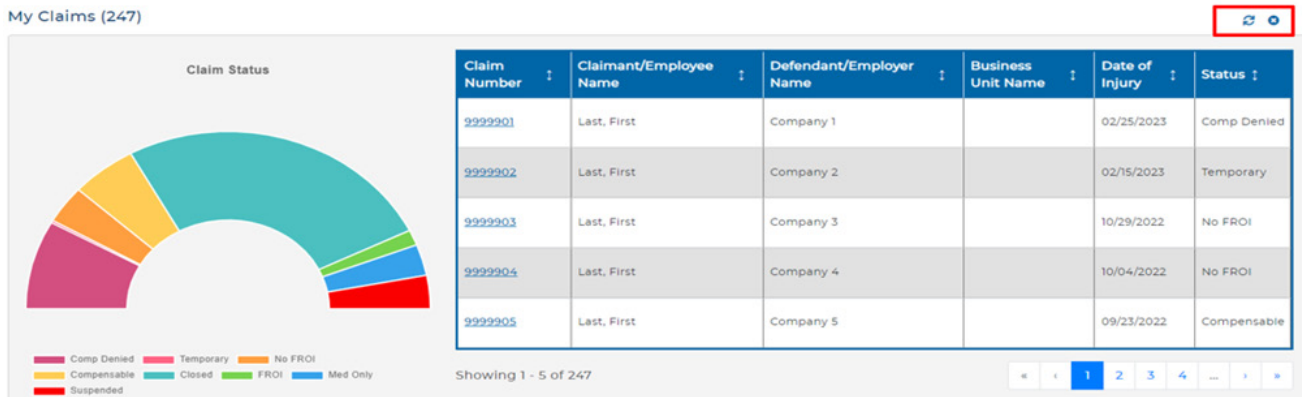 My Claims (247)
Claim Status
Comp Denied Temporary No FROI
Compensable Closed FROI Med Only
Suspended
Claim Number Claimant/Employee Name Defendant/Employer Name Business Unit Name Date of Injury Status
9999901 Last, First Company 1 02/25/2023 Comp Denied
9999902 Last, First Company 2 02/15/2023 Temporary
9999903 Last, First Company 3 10/29/2022 No FROI
9999904 Last, First Company 4 10/04/2022 No FROI
9999905 Last, First Company 5 09/23/2022 Compensable
Showing 1 - 5 of 247
« ‹ 1 2 3 4 ... › »